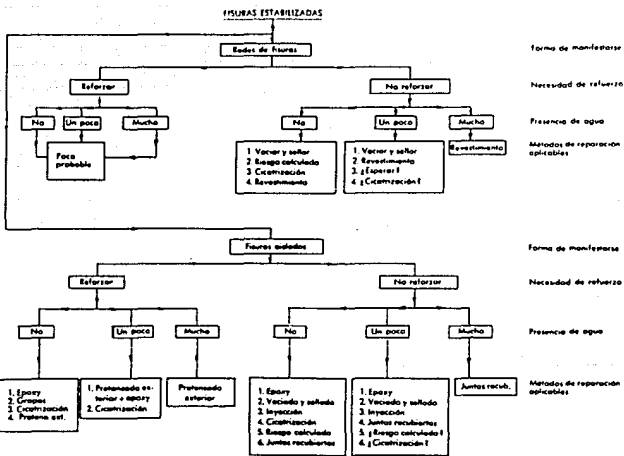 FISURAS ESTABILIZADAS
Redes de fisuras
Forma de manifestarse
Reforzar
No reforzar
Necesidad de refuerzo
No
Un poco
Mucha
No
Un poco
Mucha
Presencia de agua
Poco
probable
1. Vaciar y sellar
2. Riesgo calculado
3. Cicatrización
4. Revestimiento
1. Vaciar y sellar
2. Revestimiento
3. ¿Esperar?
4. ¿Cicatrización?
Revestimiento
Métodos de reparación
aplicables
Fisuras aisladas
Forma de manifestarse
Reforzar
No reforzar
Necesidad de refuerzo
No
Un poco
Mucha
No
Un poco
Mucha
Presencia de agua
1. Epoxy
2. Grapas
3. Cicatrización
4. Pretens. ext.
1. Pretensado ex-
terior + epoxy
2. Cicatrización
Pretensado
exterior
1. Epoxy
2. Vaciado y sellado
3. Inyección
4. Cicatrización
5. Riesgo calculado
6. Juntas recubiertas
1. Epoxy
2. Vaciado y sellado
3. Inyección
4. Juntas recubiertas
5. ¿Riesgo calculado?
6. ¿Cicatrización?
Juntas recub.
Métodos de reparación
aplicables